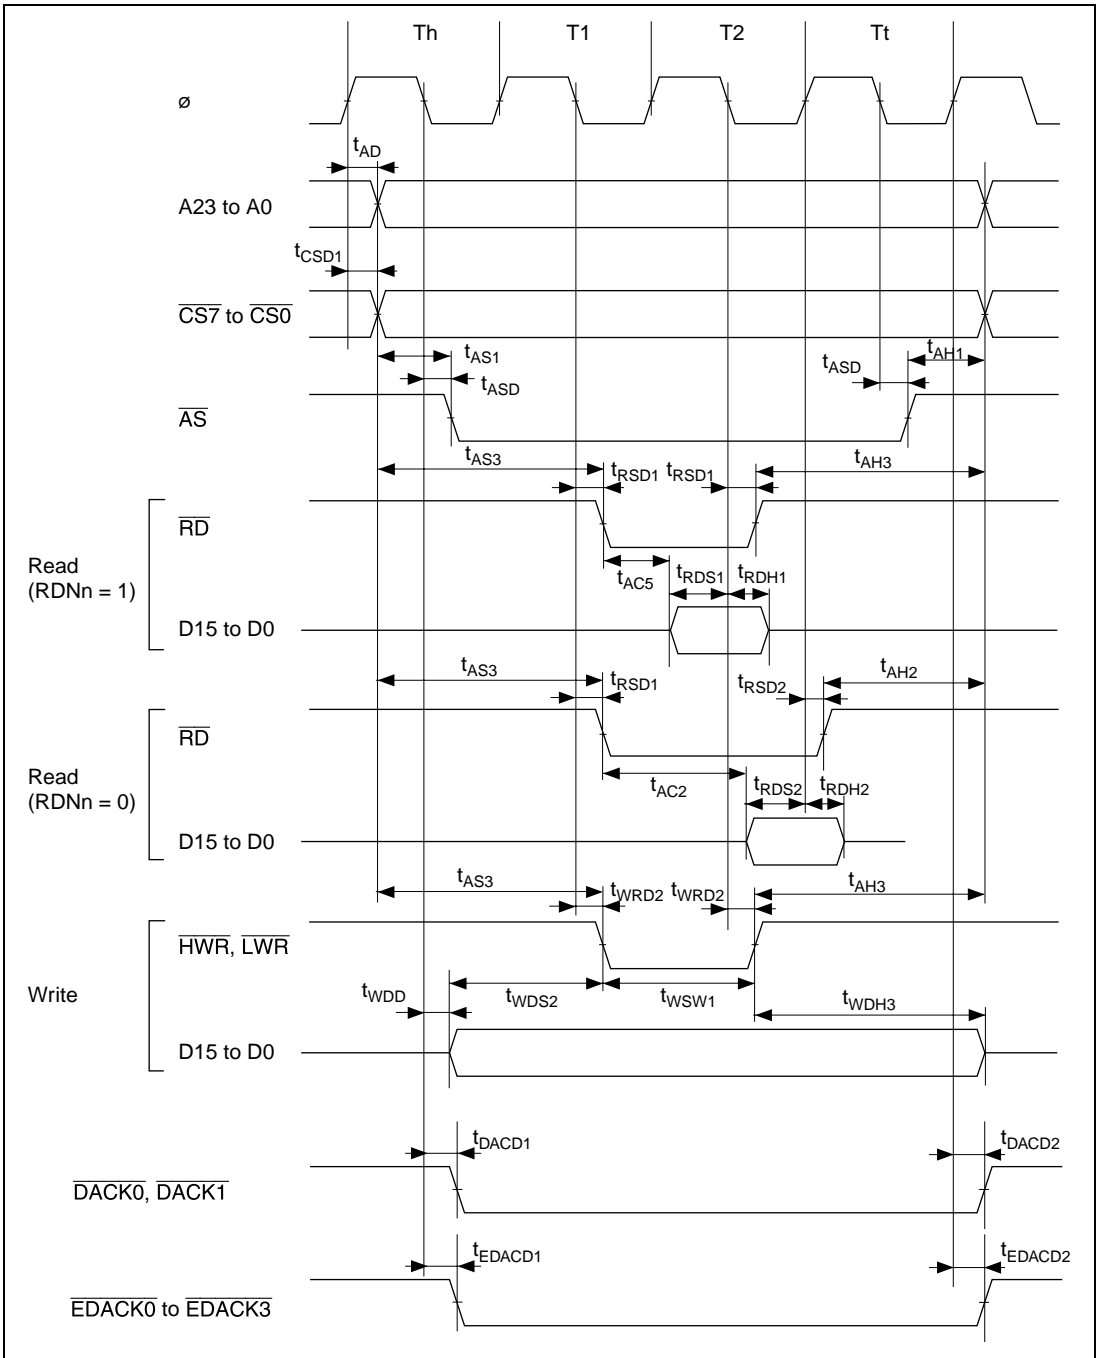 Th T1 T2 Tt
ø
tAD
A23 to A0
tCSD1
CS7 to CS0
tAS1 tAH1
tASD tASD
AS
tAS3 tRSD1 tRSD1 tAH3
RD
Read
(RDNn = 1)
tAC5 tRDS1 tRDH1
D15 to D0
tAS3 tRSD1 tRSD2 tAH2
RD
Read
(RDNn = 0)
tAC2 tRDS2 tRDH2
D15 to D0
tAS3 tWRD2 tWRD2 tAH3
HWR, LWR
Write
tWDD tWDS2 tWSW1 tWDH3
D15 to D0
tDACD1 tDACD2
DACK0, DACK1
tEDACD1 tEDACD2
EDACK0 to EDACK3